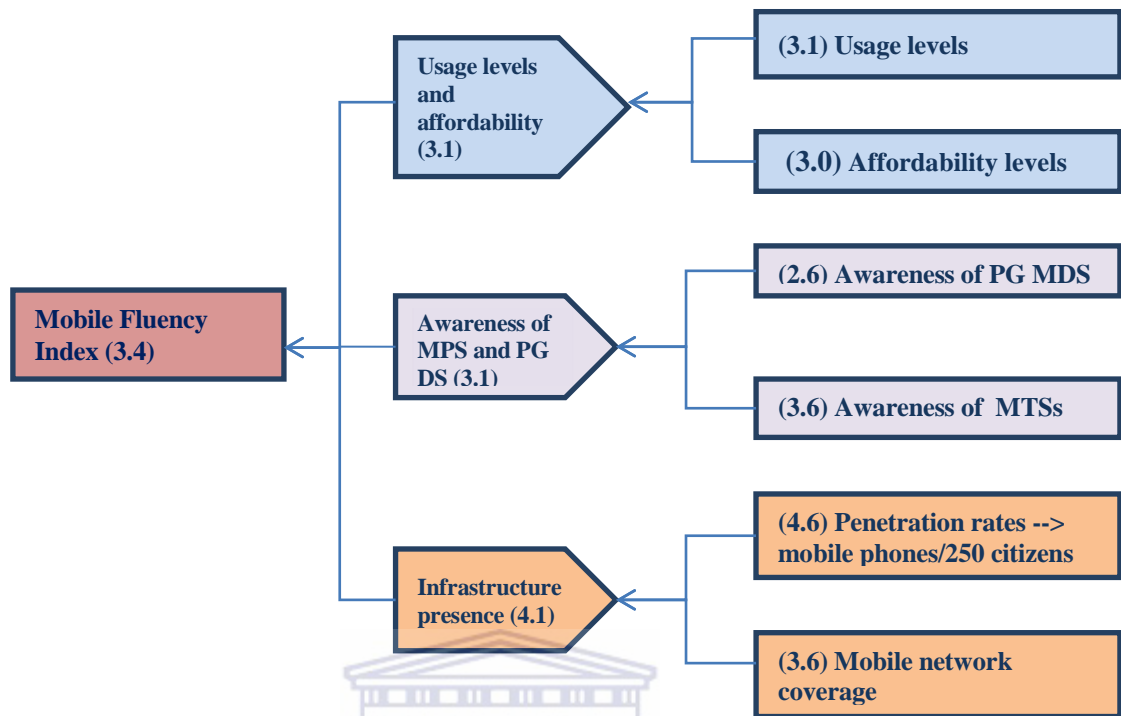 Usage levels
and
affordability
(3.1)
(3.1) Usage levels
(3.0) Affordability levels
Mobile Fluency
Index (3.4)
Awareness of
MPS and PG
DS (3.1)
(2.6) Awareness of PG MDS
(3.6) Awareness of MTSs
Infrastructure
presence (4.1)
(4.6) Penetration rates -->
mobile phones/250 citizens
(3.6) Mobile network
coverage